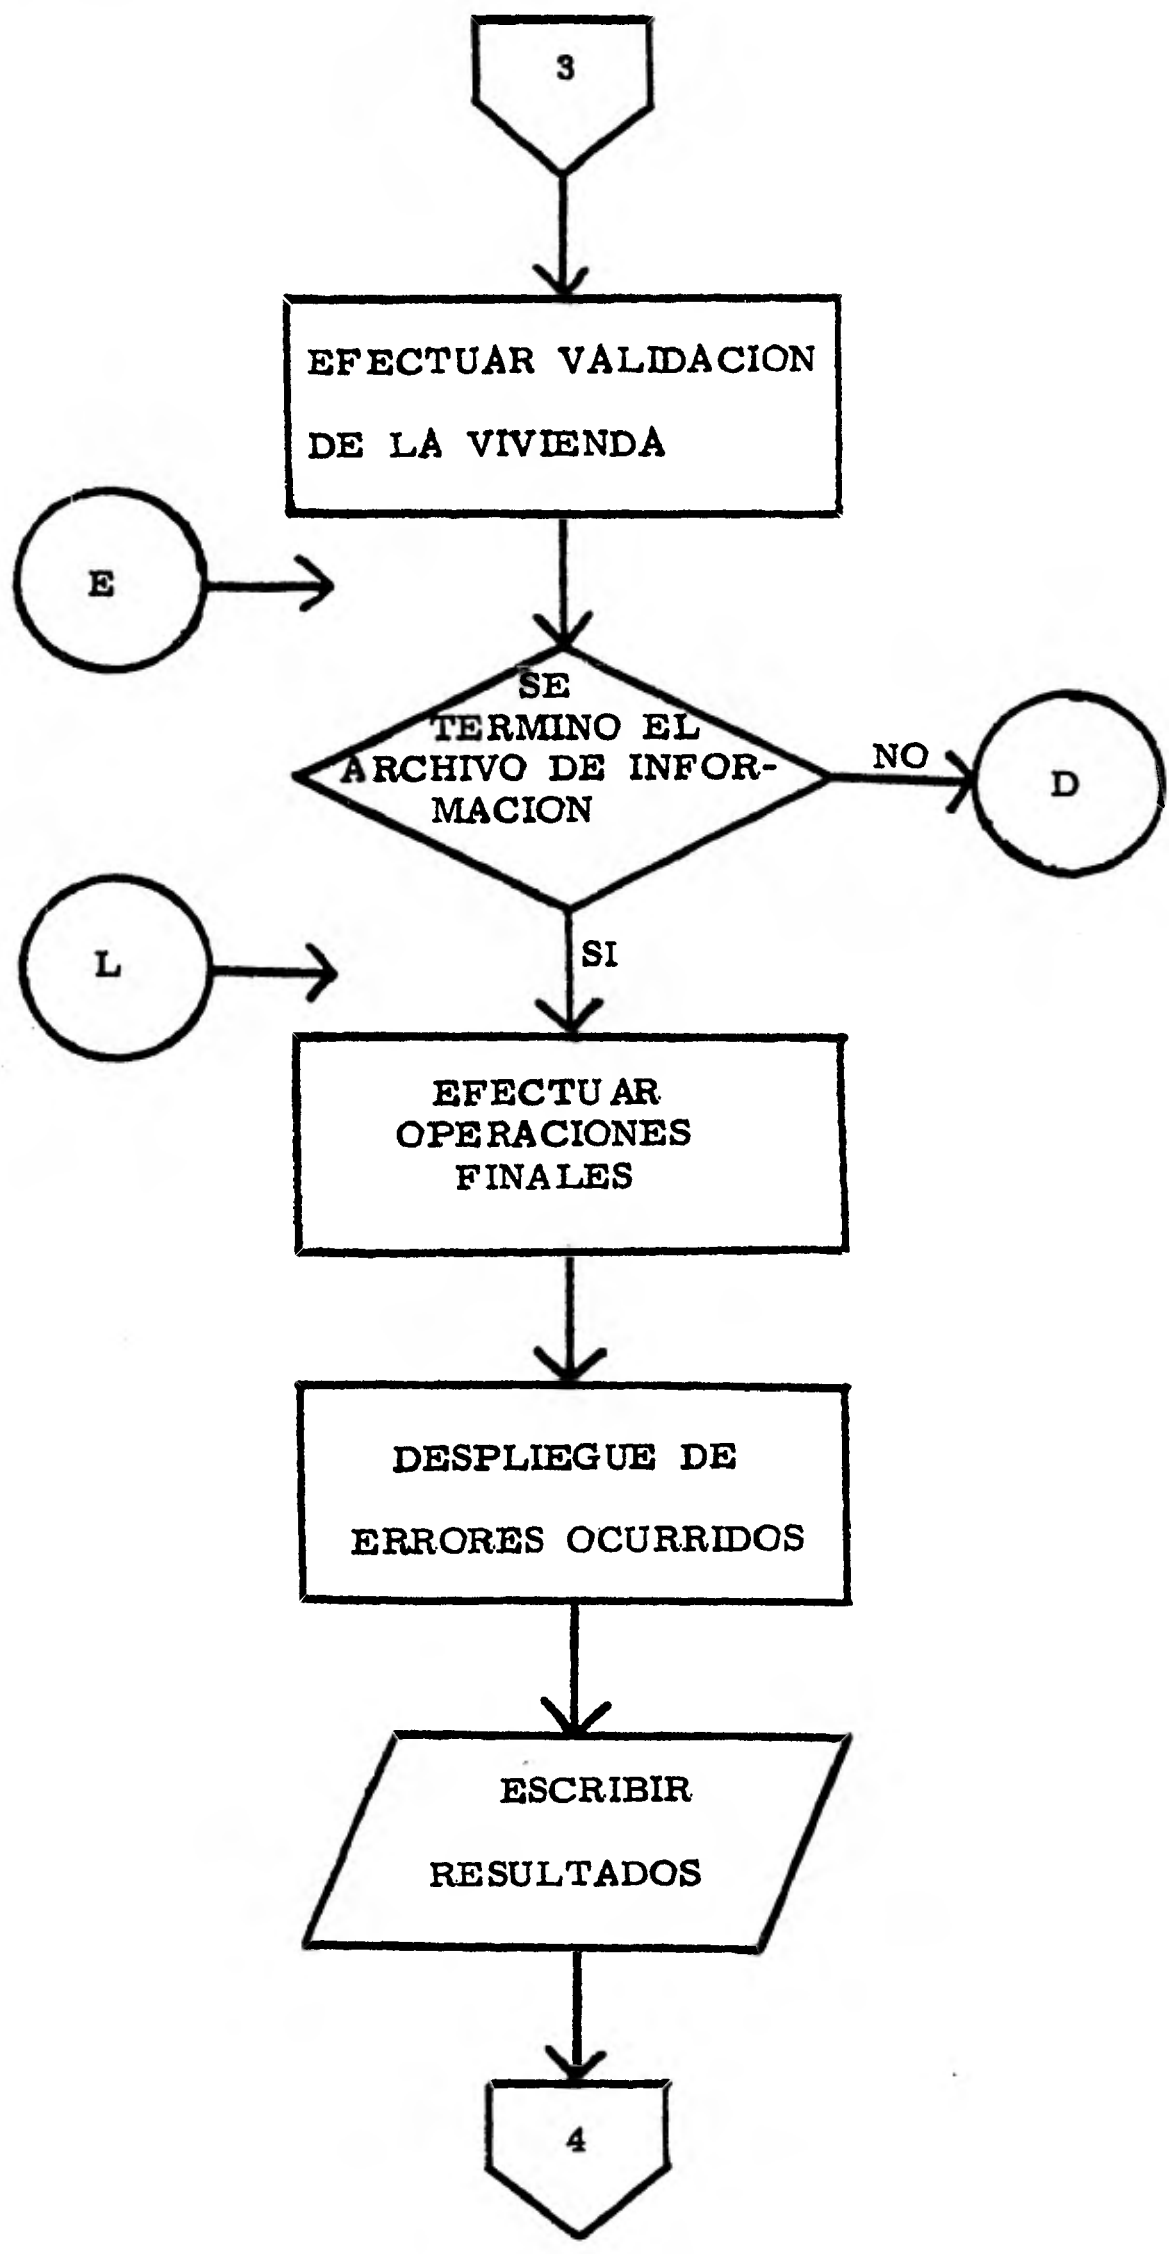 3
EFECTUAR VALIDACION
DE LA VIVIENDA
E
SE
TERMINO EL
ARCHIVO DE INFOR-
MACION
NO
D
L
SI
EFECTUAR
OPERACIONES
FINALES
DESPLIEGUE DE
ERRORES OCURRIDOS
ESCRIBIR
RESULTADOS
4